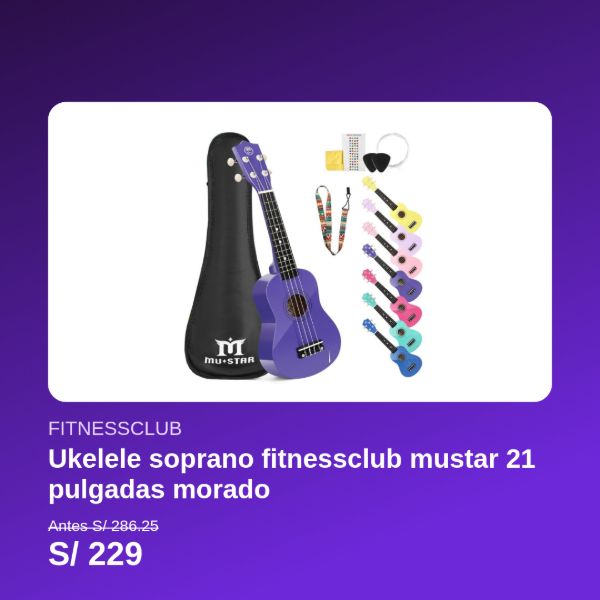 MU★STAR
FITNESSCLUB
Ukelele soprano fitnessclub mustar 21
pulgadas morado
Antes S/ 286.25
S/ 229